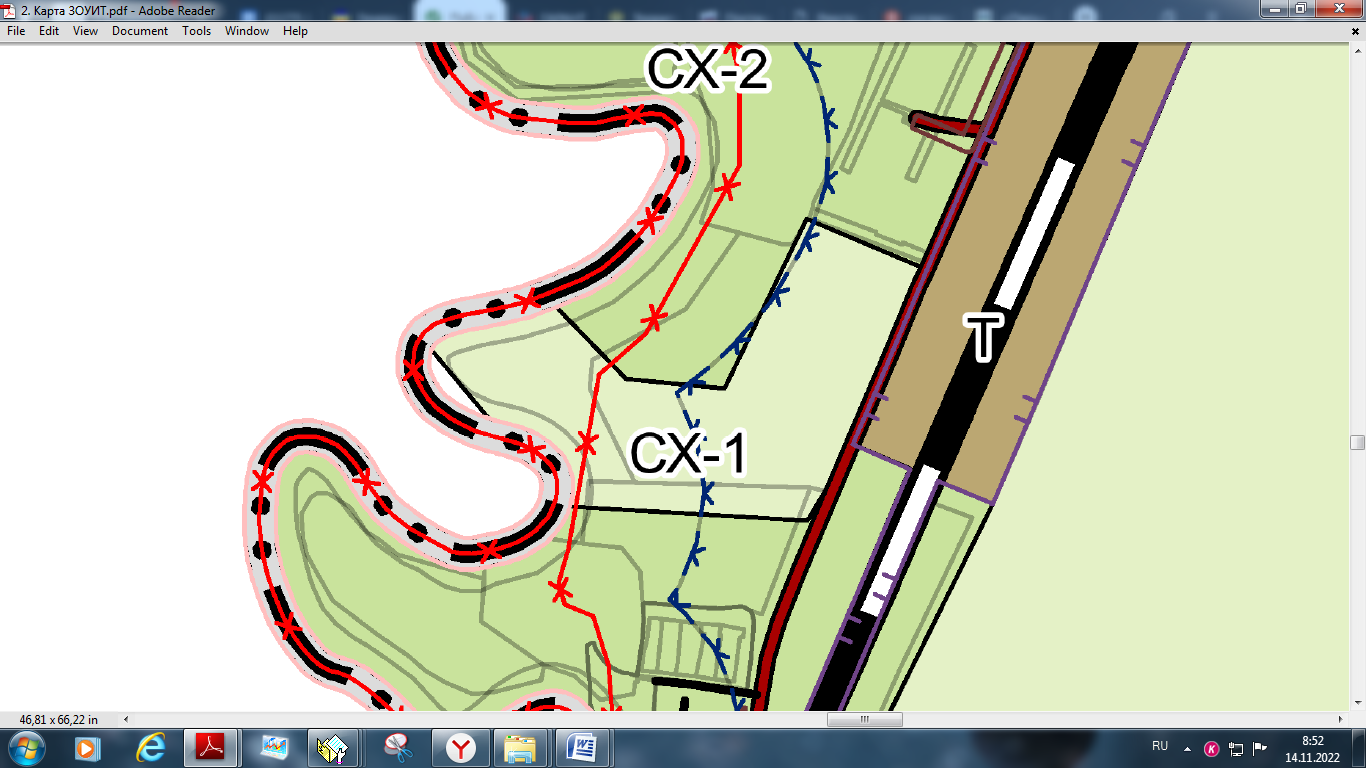 2. Карта ЗОУИТ.pdf - Adobe Reader
File Edit View Document Tools Window Help
СХ-2
Т
СХ-1
46,81 x 66,22 in
RU
8:52
14.11.2022